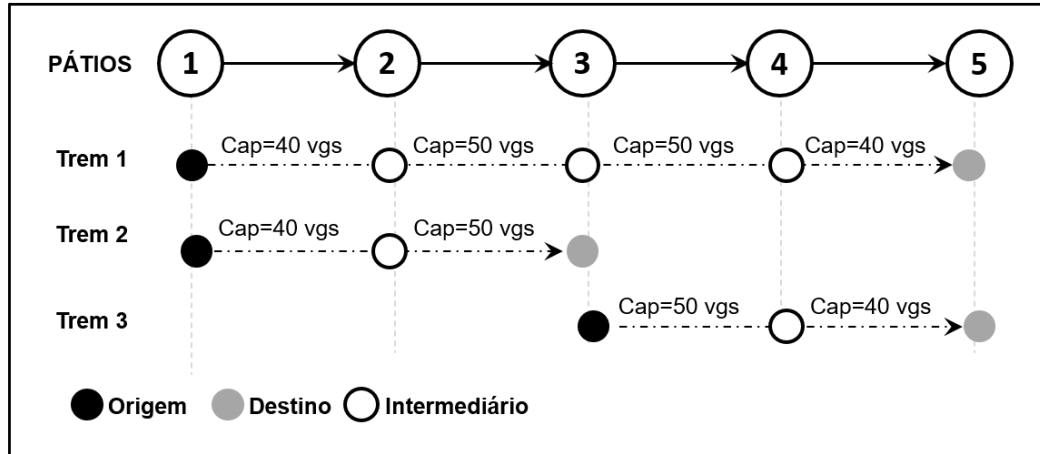 PÁTIOS 1 2 3 4 5
Cap=40 vgs Cap=50 vgs Cap=50 vgs Cap=40 vgs
Trem 1
Cap=40 vgs Cap=50 vgs
Trem 2
Cap=50 vgs Cap=40 vgs
Trem 3
Origem Destino Intermediário